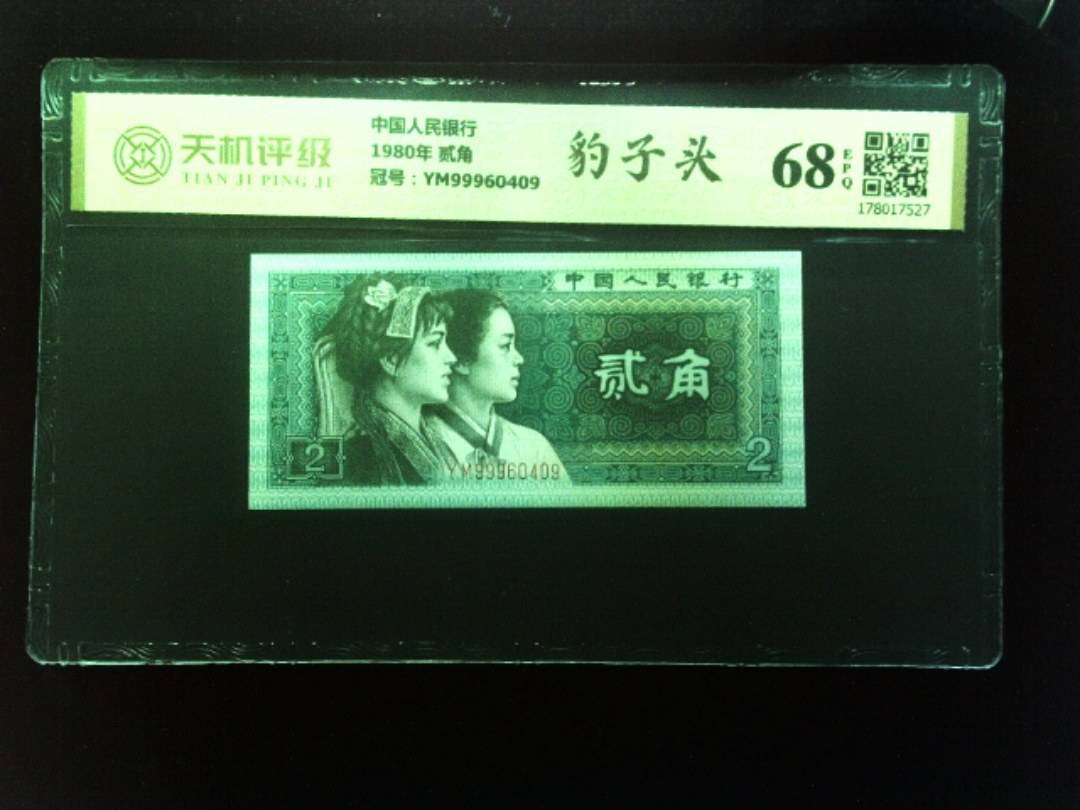 天机评级
TIAN JI PING JI
中国人民银行
1980年 贰角
冠号：YM99960409
豹子头
68
EPQ
178017527
中国人民银行
贰角
2
2
YM99960409